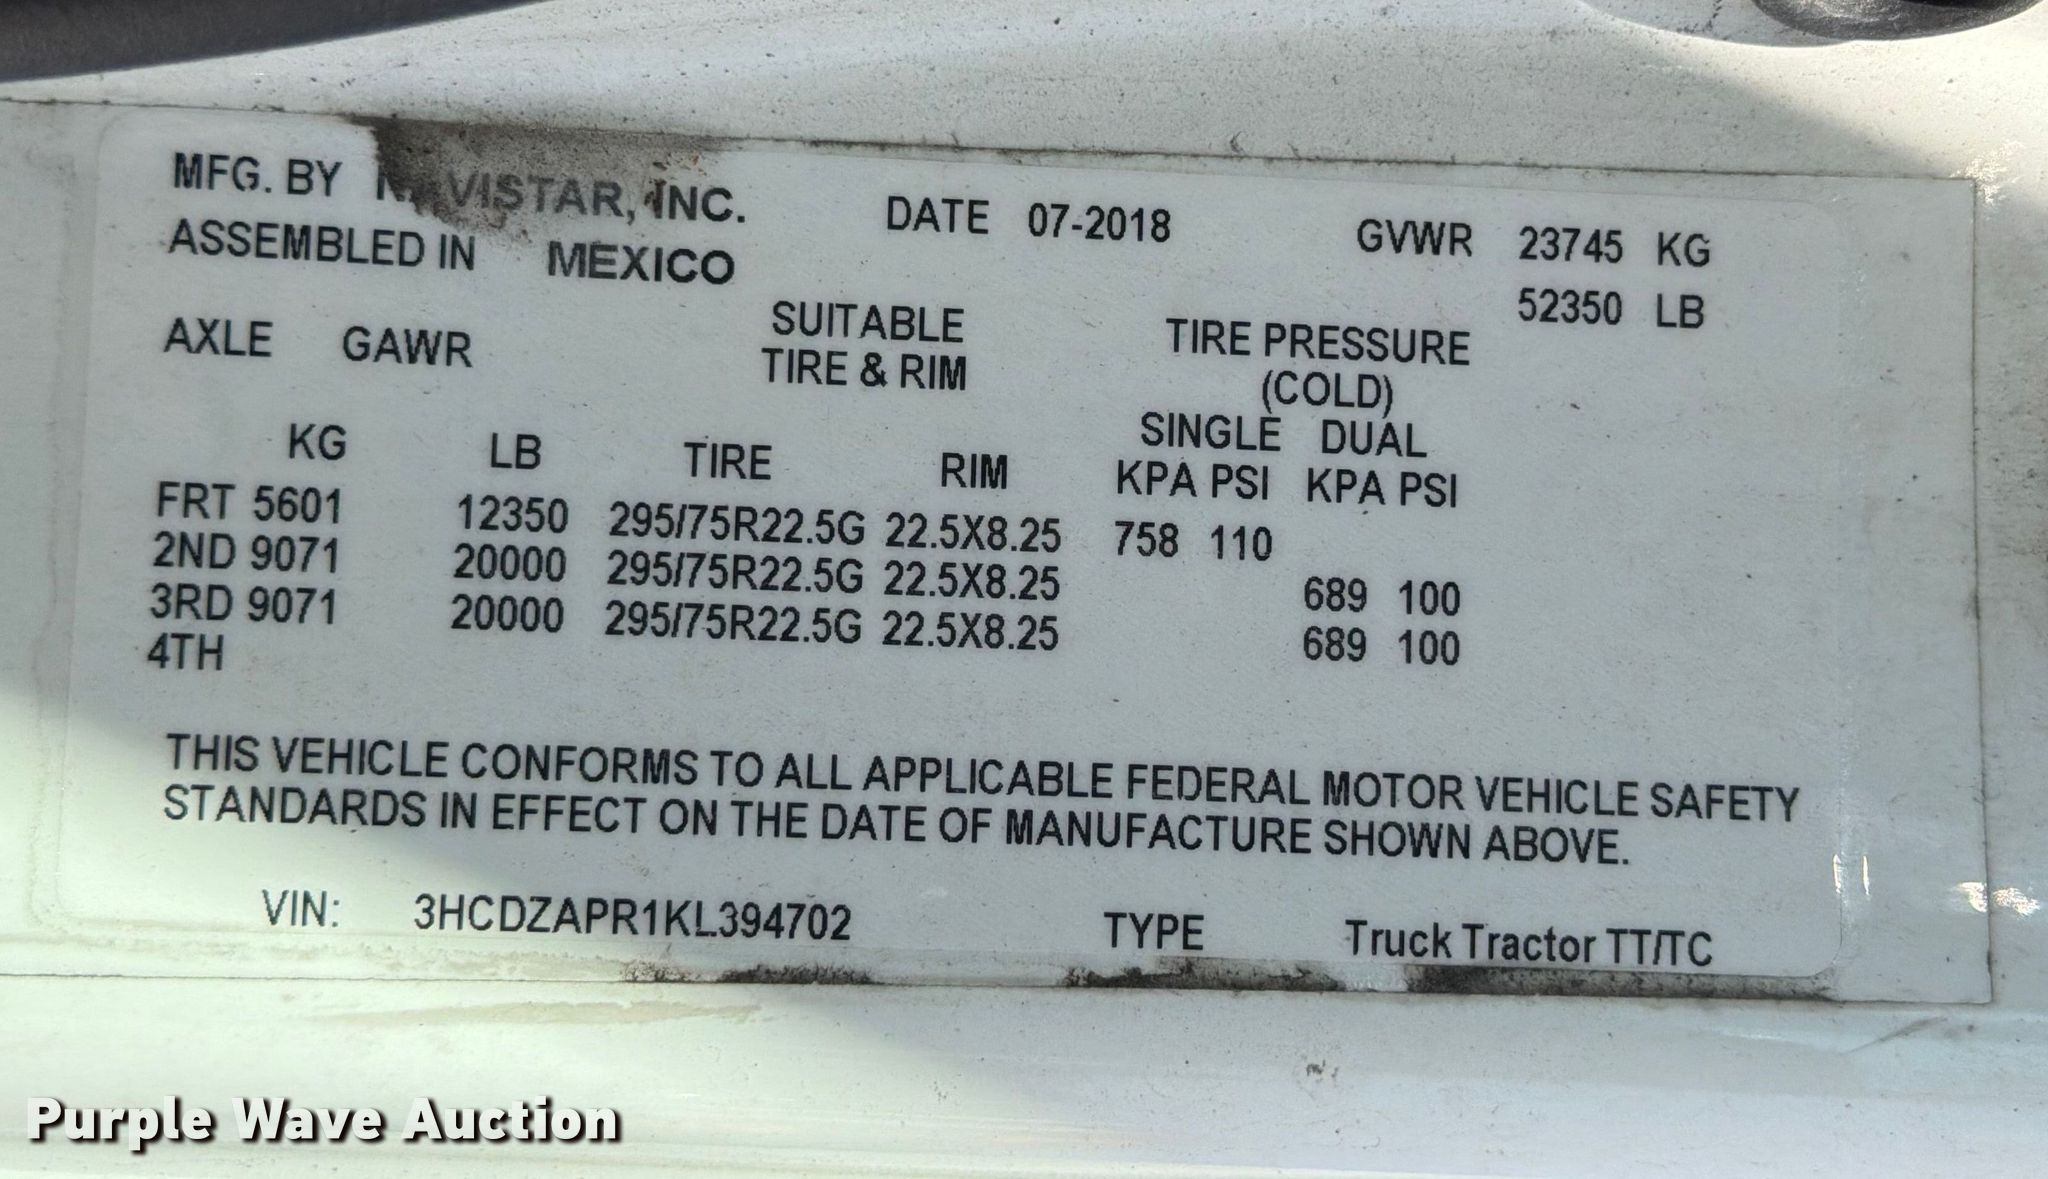 MFG. BY NAVISTAR, INC. DATE 07-2018 GVWR 23745 KG
ASSEMBLED IN MEXICO 52350 LB
AXLE GAWR SUITABLE TIRE PRESSURE
TIRE & RIM (COLD)
SINGLE DUAL
KG LB TIRE RIM KPA PSI KPA PSI
FRT 5601 12350 295/75R22.5G 22.5X8.25 758 110
2ND 9071 20000 295/75R22.5G 22.5X8.25 689 100
3RD 9071 20000 295/75R22.5G 22.5X8.25 689 100
4TH
THIS VEHICLE CONFORMS TO ALL APPLICABLE FEDERAL MOTOR VEHICLE SAFETY
STANDARDS IN EFFECT ON THE DATE OF MANUFACTURE SHOWN ABOVE.
VIN: 3HCDZAPR1KL394702 TYPE Truck Tractor TT/TC
Purple Wave Auction